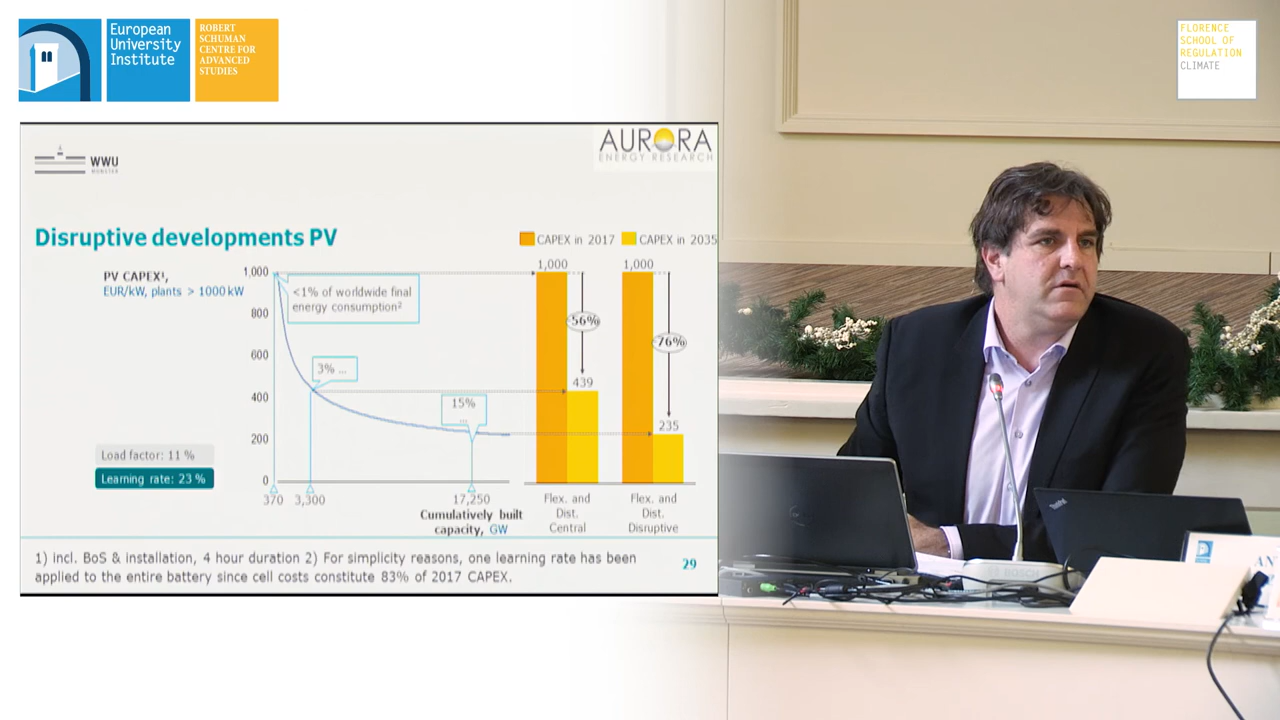 European
University
Institute
ROBERT
SCHUMAN
CENTRE FOR
ADVANCED
STUDIES
FLORENCE
SCHOOL OF
REGULATION
CLIMATE
WWU
MÜNSTER
AURORA
ENERGY RESEARCH
Disruptive developments PV
CAPEX in 2017
CAPEX in 2035
PV CAPEX¹,
EUR/kW, plants > 1000 kW
1,000
800
600
400
200
0
<1% of worldwide final
energy consumption²
3% ...
15%
...
370
3,300
17,250
Cumulatively built
capacity, GW
Load factor: 11 %
Learning rate: 23 %
1,000
56%
439
1,000
76%
235
Flex. and
Dist.
Central
Flex. and
Dist.
Disruptive
1) incl. BoS & installation, 4 hour duration 2) For simplicity reasons, one learning rate has been
applied to the entire battery since cell costs constitute 83% of 2017 CAPEX.
29
ThinkPad